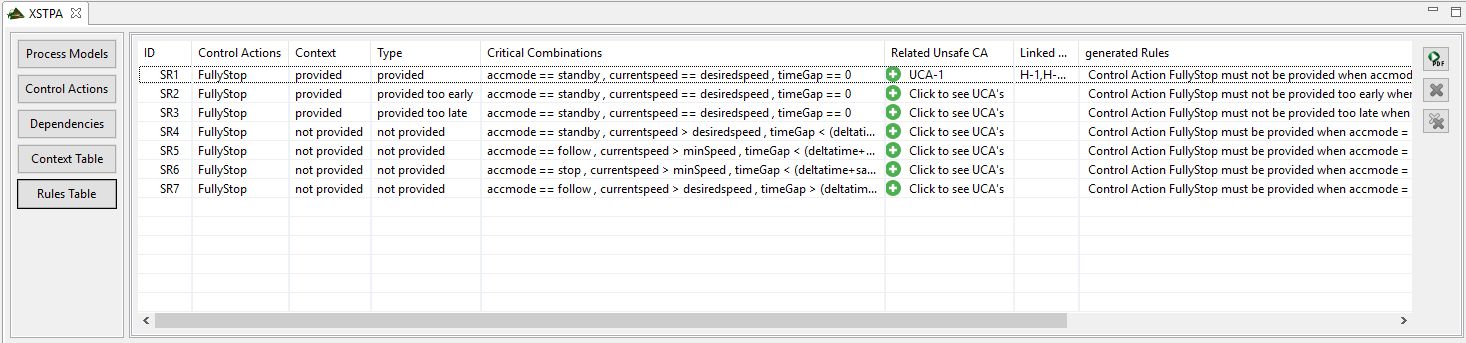 XSTPA
Process Models
Control Actions
Dependencies
Context Table
Rules Table
ID Control Actions Context Type Critical Combinations Related Unsafe CA Linked ... generated Rules
SR1 FullyStop provided provided accmode == standby , currentspeed == desiredspeed , timeGap == 0 UCA-1 H-1,H-... Control Action FullyStop must not be provided when accmod
SR2 FullyStop provided provided too early accmode == standby , currentspeed == desiredspeed , timeGap == 0 Click to see UCA's Control Action FullyStop must not be provided too early wher
SR3 FullyStop provided provided too late accmode == standby , currentspeed == desiredspeed , timeGap == 0 Click to see UCA's Control Action FullyStop must not be provided too late when
SR4 FullyStop not provided not provided accmode == standby , currentspeed > desiredspeed , timeGap < (deltati... Click to see UCA's Control Action FullyStop must be provided when accmode =
SR5 FullyStop not provided not provided accmode == follow , currentspeed > minSpeed , timeGap < (deltatime+... Click to see UCA's Control Action FullyStop must be provided when accmode =
SR6 FullyStop not provided not provided accmode == stop , currentspeed > minSpeed , timeGap < (deltatime+sa... Click to see UCA's Control Action FullyStop must be provided when accmode =
SR7 FullyStop not provided not provided accmode == follow , currentspeed > desiredspeed , timeGap > (deltatim... Click to see UCA's Control Action FullyStop must be provided when accmode =
PDF